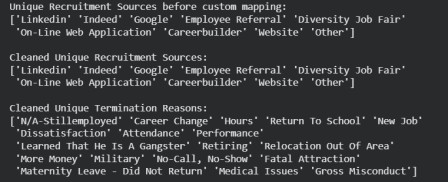 Unique Recruitment Sources before custom mapping:
['Linkedin' 'Indeed' 'Google' 'Employee Referral' 'Diversity Job Fair'
'On-Line Web Application' 'Careerbuilder' 'Website' 'Other']
Cleaned Unique Recruitment Sources:
['Linkedin' 'Indeed' 'Google' 'Employee Referral' 'Diversity Job Fair'
'On-Line Web Application' 'Careerbuilder' 'Website' 'Other']
Cleaned Unique Termination Reasons:
['N/A-Stillemployed' 'Career Change' 'Hours' 'Return To School' 'New Job'
'Dissatisfaction' 'Attendance' 'Performance'
'Learned That He Is A Gangster' 'Retiring' 'Relocation Out Of Area'
'More Money' 'Military' 'No-Call, No-Show' 'Fatal Attraction'
'Maternity Leave - Did Not Return' 'Medical Issues' 'Gross Misconduct']